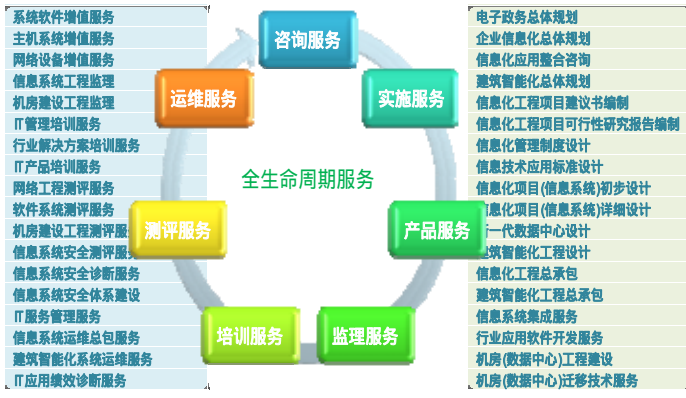 系统软件增值服务
主机系统增值服务
网络设备增值服务
信息系统工程监理
机房建设工程监理
IT管理培训服务
行业解决方案培训服务
IT产品培训服务
网络工程测评服务
软件系统测评服务
机房建设工程测评服
信息系统安全测评服
信息系统安全诊断服务
信息系统安全体系建设
IT服务管理服务
信息系统运维总包服务
建筑智能化系统运维服务
IT应用绩效诊断服务
咨询服务
运维服务
实施服务
全生命周期服务
测评服务
产品服务
培训服务
监理服务
电子政务总体规划
企业信息化总体规划
信息化应用整合咨询
建筑智能化总体规划
信息化工程项目建议书编制
信息化工程项目可行性研究报告编制
信息化管理制度设计
信息技术应用标准设计
信息化项目(信息系统)初步设计
息化项目(信息系统)详细设计
一代数据中心设计
筑智能化工程设计
信息化工程总承包
建筑智能化工程总承包
信息系统集成服务
行业应用软件开发服务
机房(数据中心)工程建设
机房(数据中心)迁移技术服务